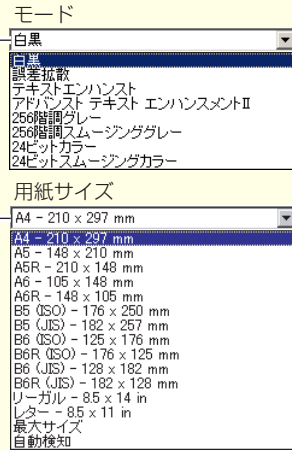 モード
白黒
白黒
誤差拡散
テキストエンハンスト
アドバンスト テキスト エンハンスメントⅡ
256階調グレー
256階調スムージンググレー
24ビットカラー
24ビットスムージングカラー
用紙サイズ
A4 - 210 x 297 mm
A4 - 210 x 297 mm
A5 - 148 x 210 mm
A5R - 210 x 148 mm
A6 - 105 x 148 mm
A6R - 148 x 105 mm
B5 (ISO) - 176 x 250 mm
B5 (JIS) - 182 x 257 mm
B6 (ISO) - 125 x 176 mm
B6R (ISO) - 176 x 125 mm
B6 (JIS) - 128 x 182 mm
B6R (JIS) - 182 x 128 mm
リーガル - 8.5 x 14 in
レター - 8.5 x 11 in
最大サイズ
自動検知